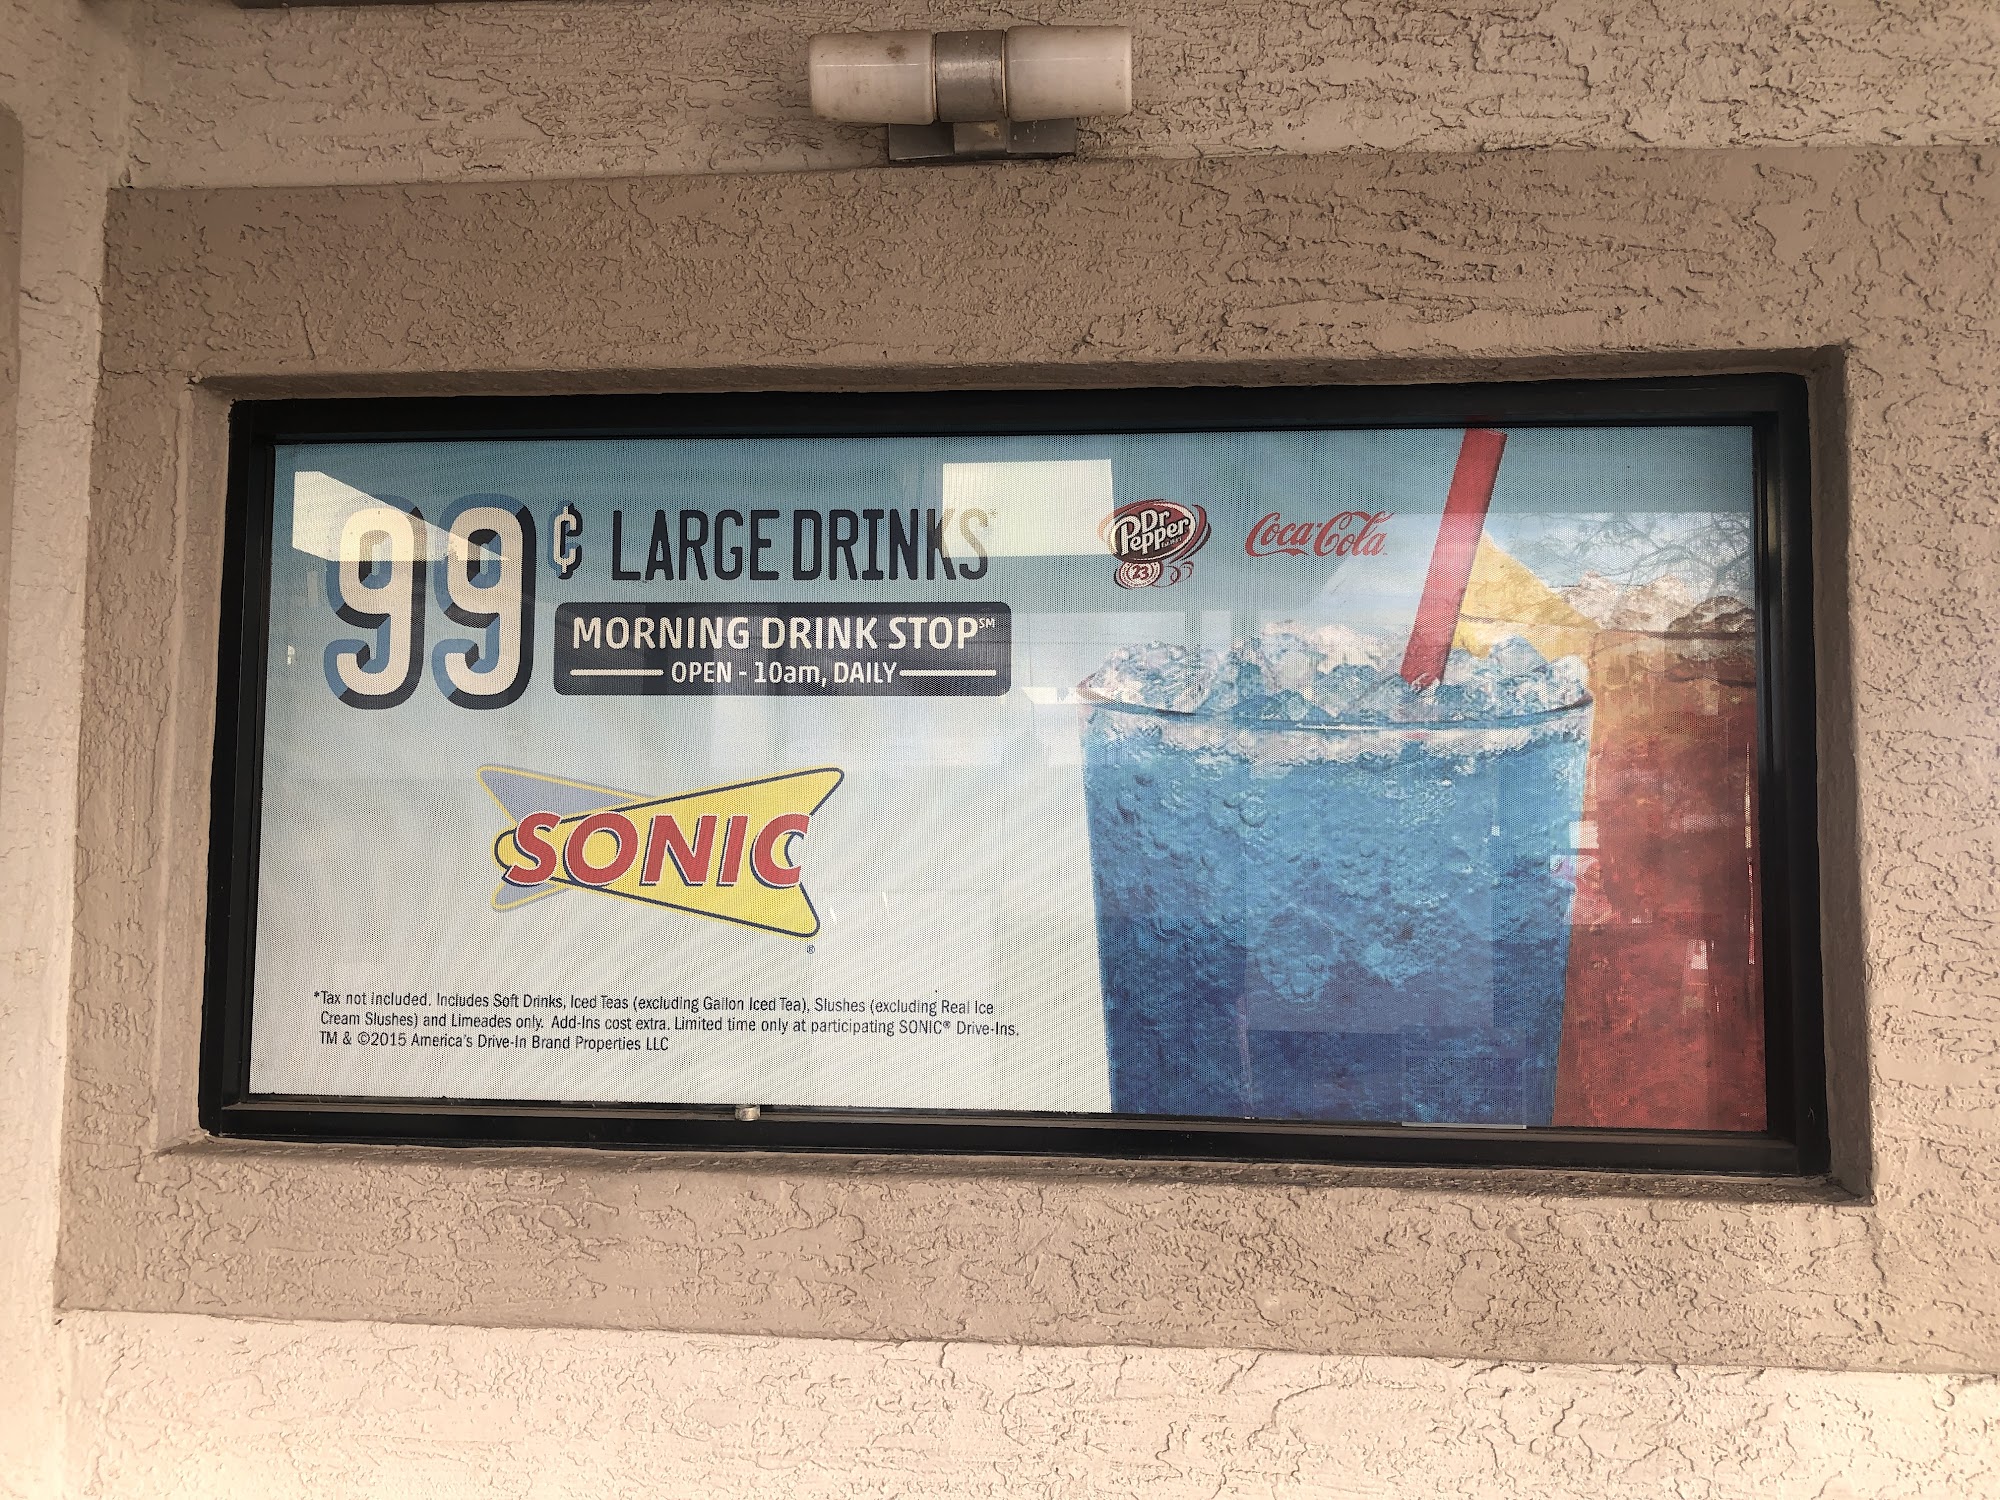 99¢ LARGE DRINKS*
MORNING DRINK STOP℠
OPEN - 10am, DAILY
Dr Pepper
23
Coca-Cola
SONIC®
*Tax not included. Includes Soft Drinks, Iced Teas (excluding Gallon Iced Tea), Slushes (excluding Real Ice
Cream Slushes) and Limeades only. Add-Ins cost extra. Limited time only at participating SONIC® Drive-Ins.
TM & ©2015 America's Drive-In Brand Properties LLC